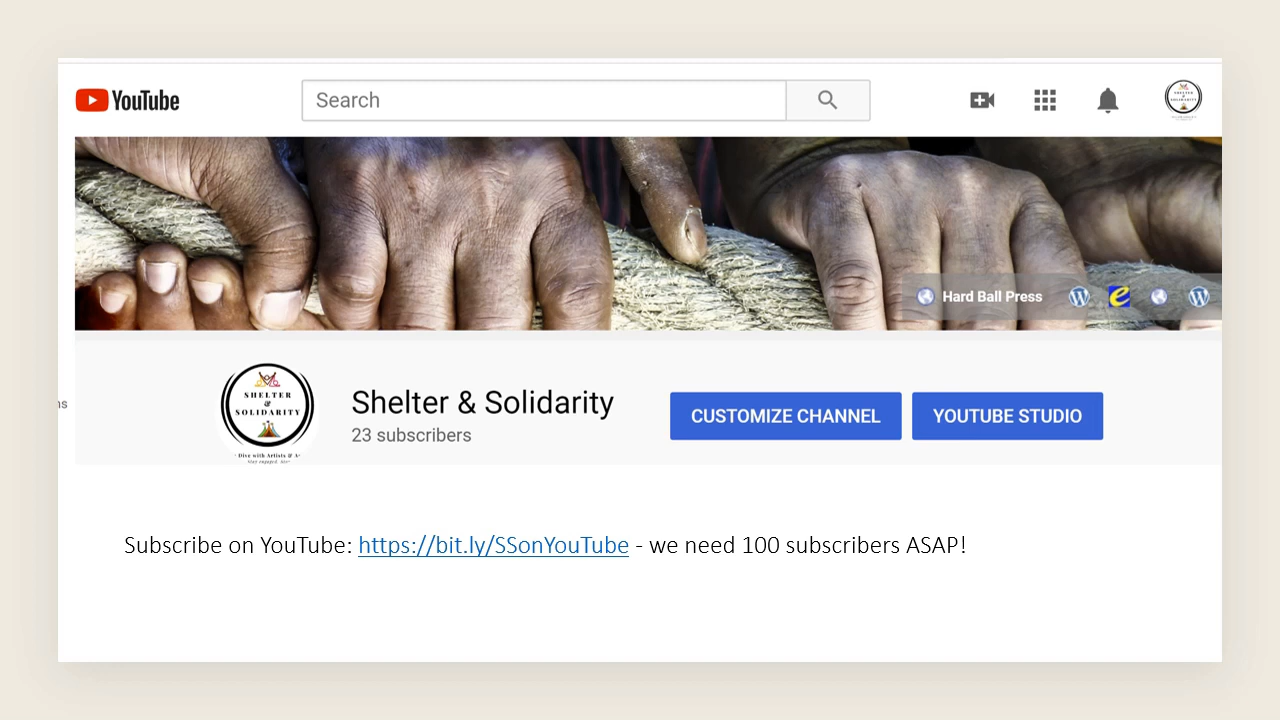 YouTube
Search
Hard Ball Press
SHELTER
&
SOLIDARITY
Shelter & Solidarity
23 subscribers
CUSTOMIZE CHANNEL
YOUTUBE STUDIO
Subscribe on YouTube: https://bit.ly/SSonYouTube - we need 100 subscribers ASAP!